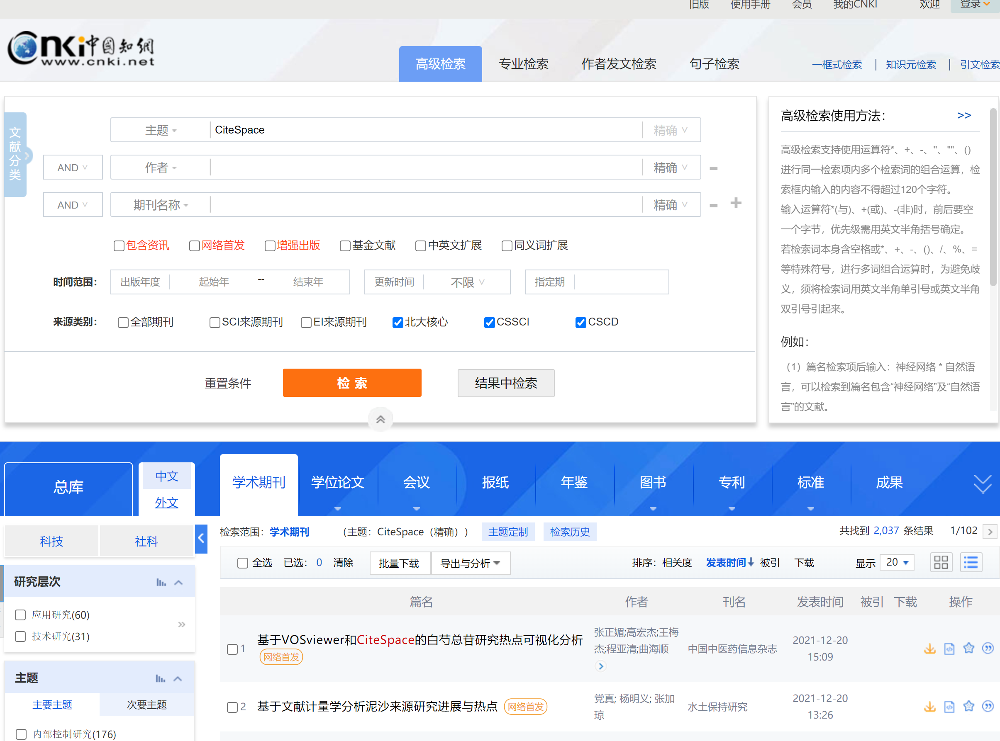 旧版 使用手册 会员 我的CNKI 欢迎 登录
cnki中国知網
www.cnki.net
高级检索 专业检索 作者发文检索 句子检索 一框式检索 | 知识元检索 | 引文检索
文献分类
主题 CiteSpace 精确
AND 作者 精确 -
AND 期刊名称 精确 - +
包含资讯 网络首发 增强出版 基金文献 中英文扩展 同义词扩展
时间范围： 出版年度 起始年 -- 结束年 更新时间 不限 指定期
来源类别： 全部期刊 SCI来源期刊 EI来源期刊 北大核心 CSSCI CSCD
重置条件 检 索 结果中检索
高级检索使用方法： >>
高级检索支持使用运算符*、+、-、''、""、()
进行同一检索项内多个检索词的组合运算，检
索框内输入的内容不得超过120个字符。
输入运算符*(与)、+(或)、-(非)时，前后要空
一个字节，优先级需用英文半角括号确定。
若检索词本身含空格或*、+、-、()、/、%、=
等特殊符号，进行多词组合运算时，为避免歧
义，须将检索词用英文半角单引号或英文半角
双引号引起来。
例如：
（1）篇名检索项后输入：神经网络 * 自然语
言，可以检索到篇名包含“神经网络”及“自然语
言”的文献。
总库 中文 外文 学术期刊 学位论文 会议 报纸 年鉴 图书 专利 标准 成果
科技 社科
研究层次
应用研究(60)
技术研究(31)
主题
主要主题 次要主题
内部控制研究(176)
检索范围：学术期刊 （主题：CiteSpace（精确）） 主题定制 检索历史 共找到 2,037 条结果 1/102 >
全选 已选：0 清除 批量下载 导出与分析 排序：相关度 发表时间↓ 被引 下载 显示 20
篇名 作者 刊名 发表时间 被引 下载 操作
1 基于VOSviewer和CiteSpace的白芍总苷研究热点可视化分析
网络首发
张正媚;高宏杰;王梅
杰;程亚清;曲海顺
中国中医药信息杂志
2021-12-20
15:09
2 基于文献计量学分析泥沙来源研究进展与热点 网络首发
党真; 杨明义; 张加
琼
水土保持研究
2021-12-20
13:26